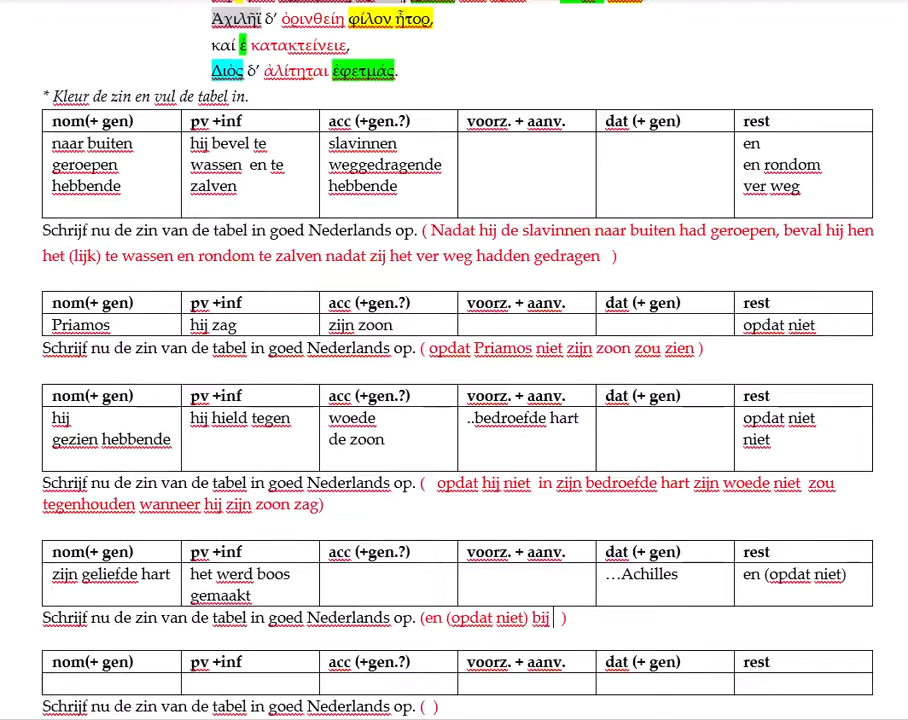 Ἀχιλῆϊ δ’ ὀρινθείη φίλον ἦτορ,
καί ἑ κατακτείνειε,
Διὸς δ’ ἀλίτηται ἐφετμάς.
* Kleur de zin en vul de tabel in.
nom(+ gen) pv +inf acc (+gen.?) voorz. + aanv. dat (+ gen) rest
naar buiten hij bevel te slavinnen en
geroepen wassen en te weggedragende en rondom
hebbende zalven hebbende ver weg
Schrijf nu de zin van de tabel in goed Nederlands op. ( Nadat hij de slavinnen naar buiten had geroepen, beval hij hen
het (lijk) te wassen en rondom te zalven nadat zij het ver weg hadden gedragen )
nom(+ gen) pv +inf acc (+gen.?) voorz. + aanv. dat (+ gen) rest
Priamos hij zag zijn zoon opdat niet
Schrijf nu de zin van de tabel in goed Nederlands op. ( opdat Priamos niet zijn zoon zou zien )
nom(+ gen) pv +inf acc (+gen.?) voorz. + aanv. dat (+ gen) rest
hij hij hield tegen woede ..bedroefde hart opdat niet
gezien hebbende de zoon niet
Schrijf nu de zin van de tabel in goed Nederlands op. ( opdat hij niet in zijn bedroefde hart zijn woede niet zou
tegenhouden wanneer hij zijn zoon zag)
nom(+ gen) pv +inf acc (+gen.?) voorz. + aanv. dat (+ gen) rest
zijn geliefde hart het werd boos …Achilles en (opdat niet)
gemaakt
Schrijf nu de zin van de tabel in goed Nederlands op. (en (opdat niet) bij )
nom(+ gen) pv +inf acc (+gen.?) voorz. + aanv. dat (+ gen) rest
Schrijf nu de zin van de tabel in goed Nederlands op. ( )